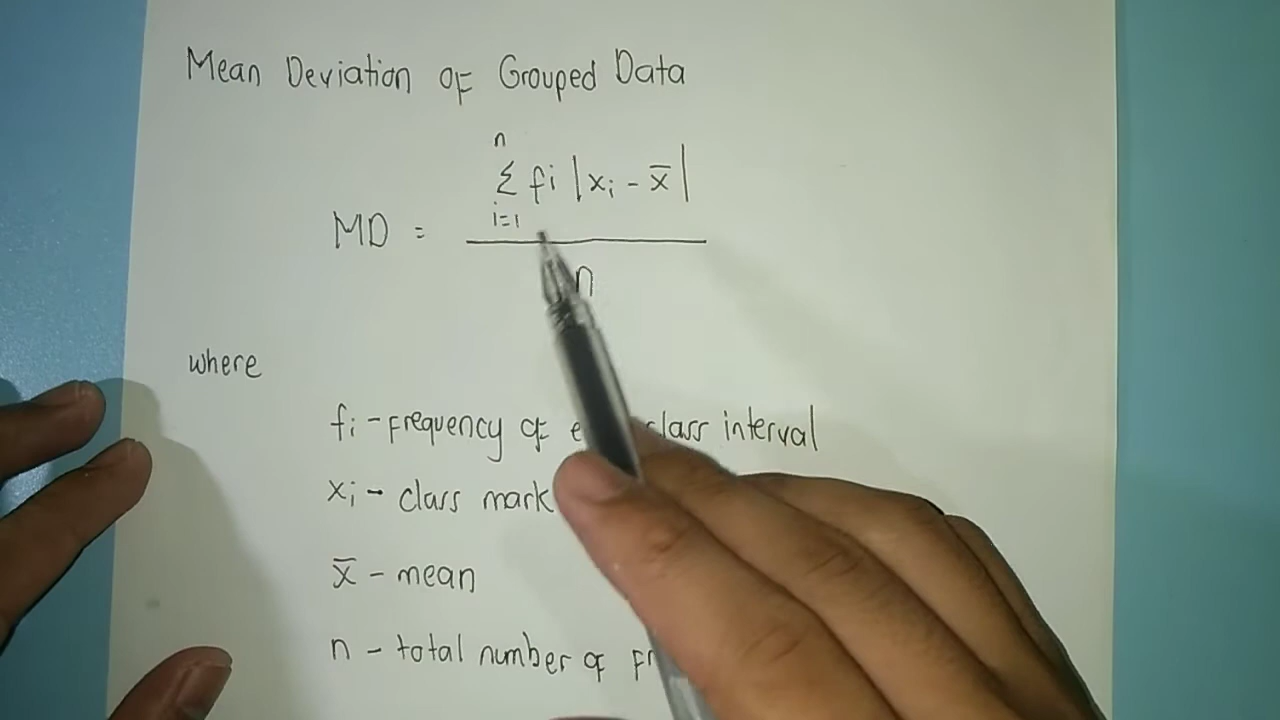 Mean Deviation of Grouped Data
n
Σ fi |xi - x̄|
i=1
MD =
n
where
fi - frequency of class interval
xi - class mark
x̄ - mean
n - total number of